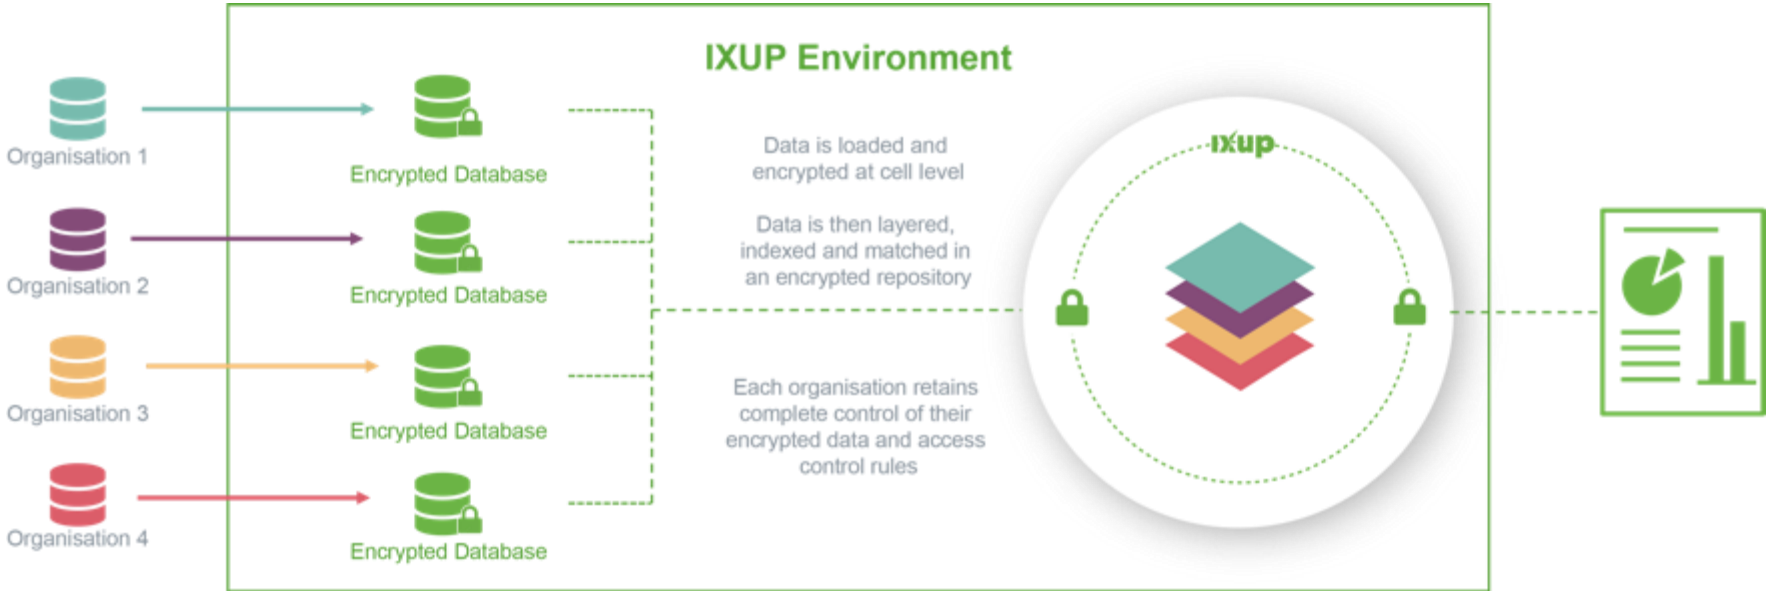 IXUP Environment
Organisation 1
Encrypted Database
Organisation 2
Encrypted Database
Organisation 3
Encrypted Database
Organisation 4
Encrypted Database
Data is loaded and
encrypted at cell level
Data is then layered,
indexed and matched in
an encrypted repository
Each organisation retains
complete control of their
encrypted data and access
control rules
ixup